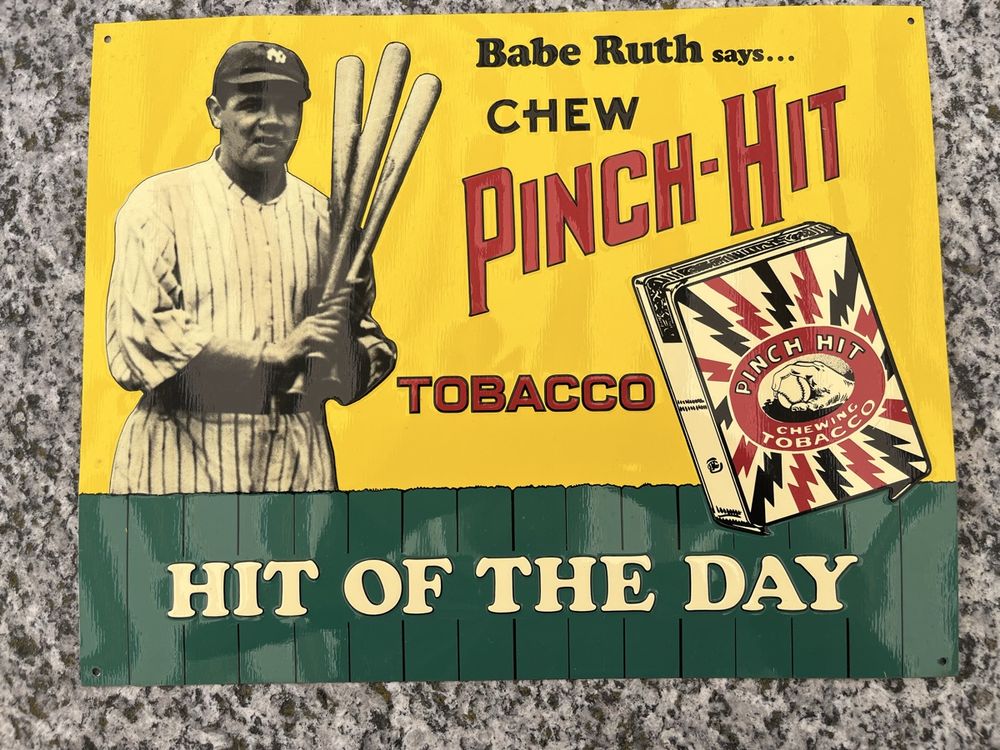 Babe Ruth says...
CHEW
PINCH-HIT
TOBACCO
PINCH HIT
CHEWING
TOBACCO
HIT OF THE DAY